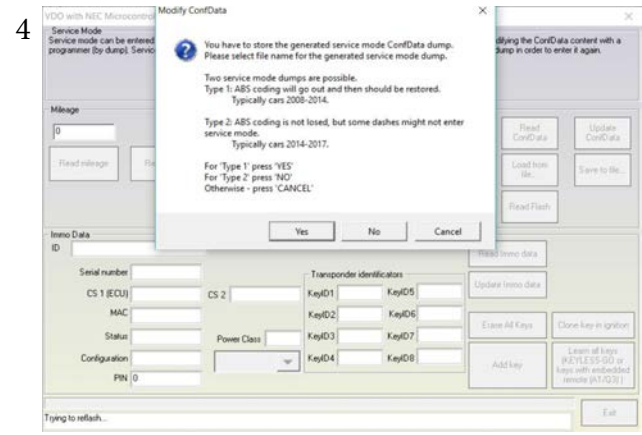 4
VDO with NEC Microcontrol
Modify ConfData
Service Mode
Service mode can be entered
programmer (by dump). Servic
difying the ConfData content with a
dump in order to enter it again.
You have to store the generated service mode ConfData dump.
Please select file name for the generated service mode dump.
Two service mode dumps are possible.
Type 1: ABS coding will go out and then should be restored.
Typically cars 2008-2014.
Type 2: ABS coding is not losed, but some dashes might not enter
service mode.
Typically cars 2014-2017.
For 'Type 1' press 'YES'
For 'Type 2' press 'NO'
Otherwise - press 'CANCEL'
Yes No Cancel
Mileage
0
Read mileage Re
Read ConfData
Update ConfData
Load from file...
Save to file...
Read Flash
Immo Data
ID
Read Immo data
Serial number
CS 1 (ECU)
CS 2
MAC
Status
Power Class
Configuration
PIN 0
Transponder identificators
KeyID1 KeyID5
KeyID2 KeyID6
KeyID3 KeyID7
KeyID4 KeyID8
Update immo data
Erase All Keys
Clone key in ignition
Add key
Learn all keys
(KEYLESS-GO or
keys with embedded
remote (A1/Q3) )
Trying to reflash...
Exit